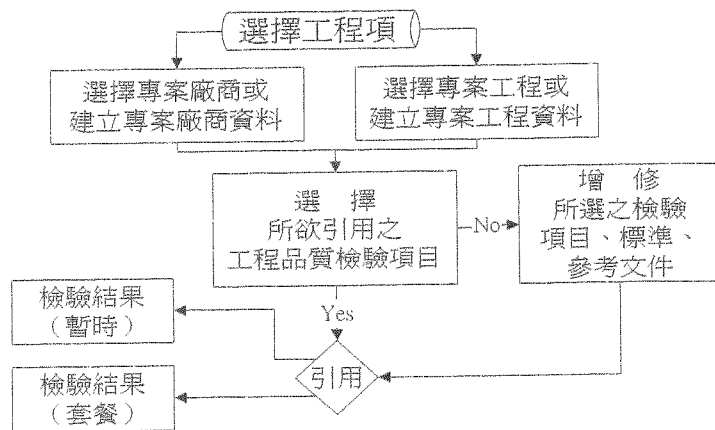 選擇工程項
選擇專案廠商或
建立專案廠商資料
選擇專案工程或
建立專案工程資料
選 擇
所欲引用之
工程品質檢驗項目
No
增 修
所選之檢驗
項目、標準、
參考文件
Yes
引用
檢驗結果
（暫時）
檢驗結果
（套餐）